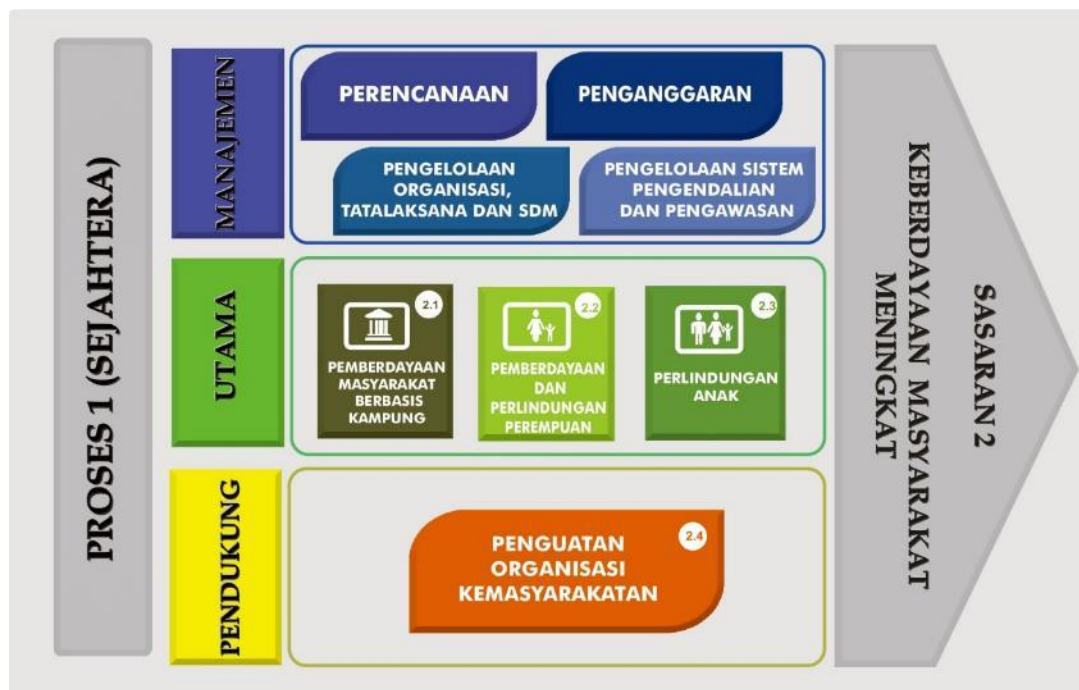 PROSES 1 (SEJAHTERA)
MANAJEMEN
PERENCANAAN
PENGANGGARAN
PENGELOLAAN
ORGANISASI,
TATALAKSANA DAN SDM
PENGELOLAAN SISTEM
PENGENDALIAN
DAN PENGAWASAN
UTAMA
2.1
PEMBERDAYAAN
MASYARAKAT
BERBASIS
KAMPUNG
2.2
PEMBERDAYAAN
DAN
PERLINDUNGAN
PEREMPUAN
2.3
PERLINDUNGAN
ANAK
PENDUKUNG
2.4
PENGUATAN
ORGANISASI
KEMASYARAKATAN
SASARAN 2
KEBERDAYAAN MASYARAKAT
MENINGKAT